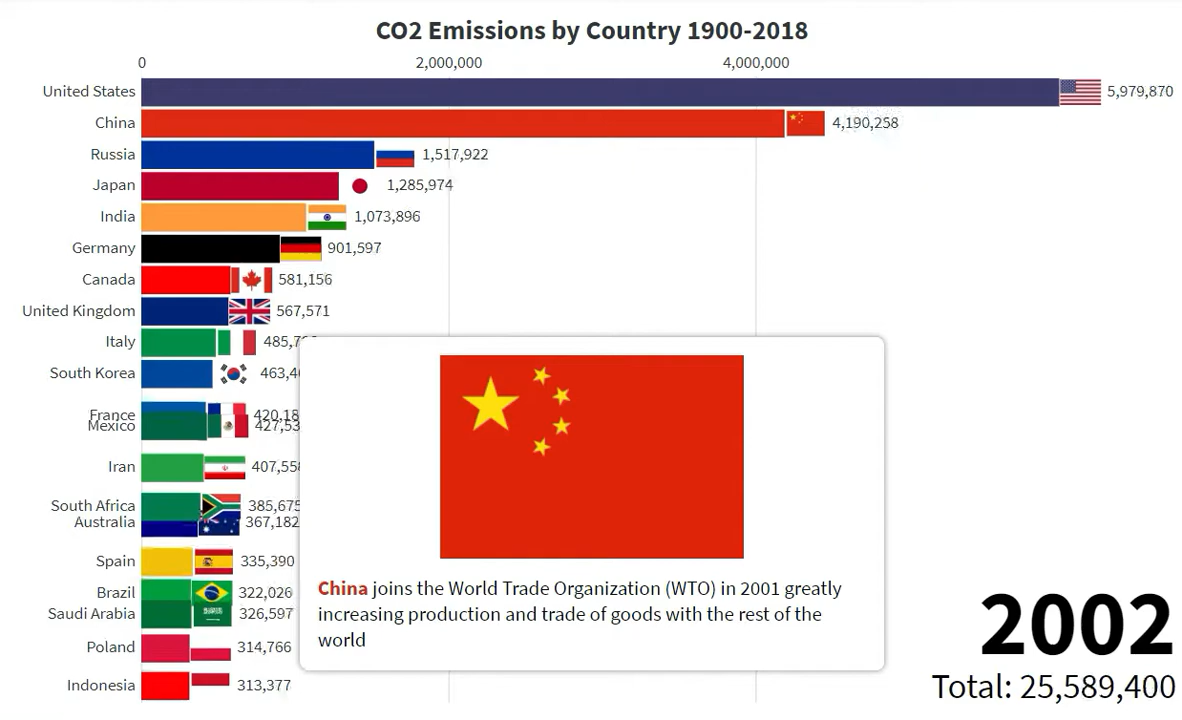 CO2 Emissions by Country 1900-2018
0 2,000,000 4,000,000
United States 5,979,870
China 4,190,258
Russia 1,517,922
Japan 1,285,974
India 1,073,896
Germany 901,597
Canada 581,156
United Kingdom 567,571
Italy
South Korea
France
Mexico
Iran
South Africa 385,675
Australia 367,182
Spain 335,390
Brazil 322,026
Saudi Arabia 326,597
Poland 314,766
Indonesia 313,377
China joins the World Trade Organization (WTO) in 2001 greatly
increasing production and trade of goods with the rest of the
world
2002
Total: 25,589,400